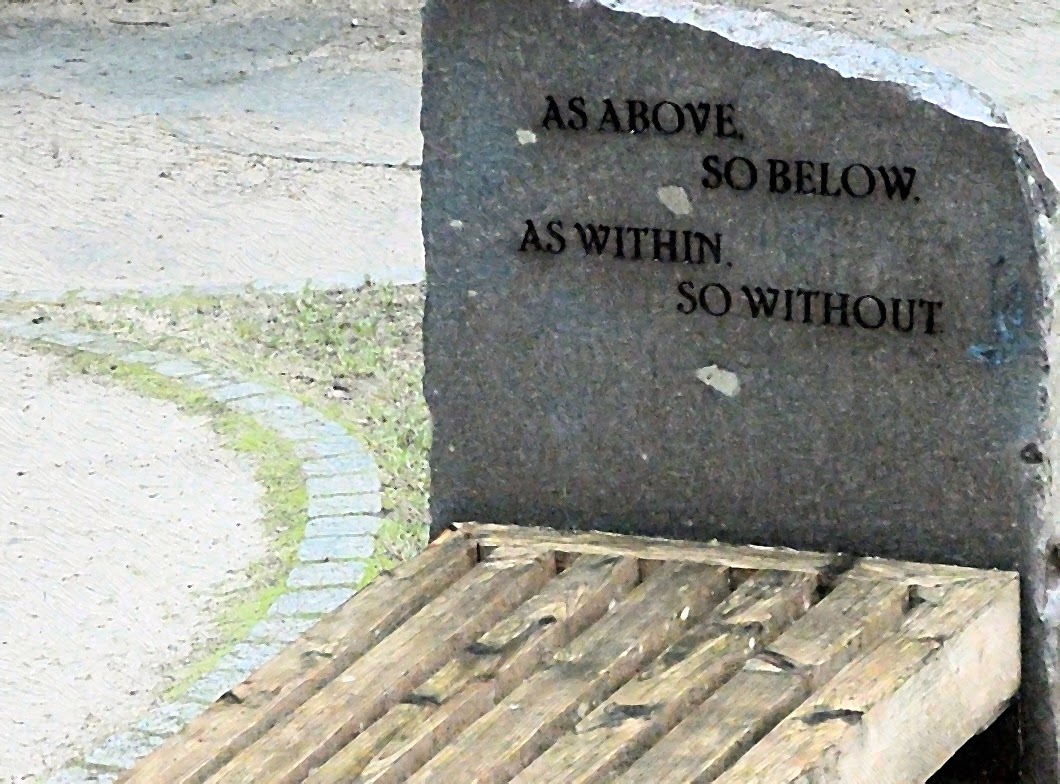 AS ABOVE,
SO BELOW,
AS WITHIN,
SO WITHOUT